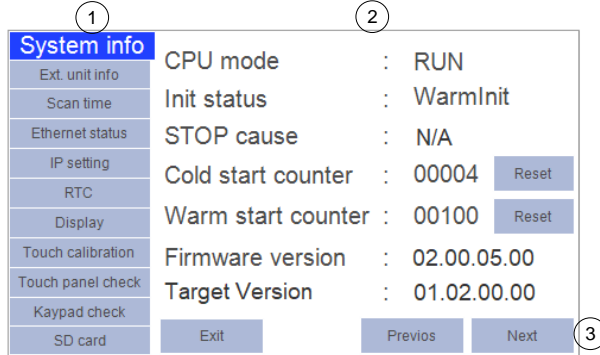 1
2
System info
Ext. unit info
Scan time
Ethernet status
IP setting
RTC
Display
Touch calibration
Touch panel check
Kaypad check
SD card
CPU mode : RUN
Init status : WarmInit
STOP cause : N/A
Cold start counter : 00004 Reset
Warm start counter : 00100 Reset
Firmware version : 02.00.05.00
Target Version : 01.02.00.00
Exit Previos Next
3